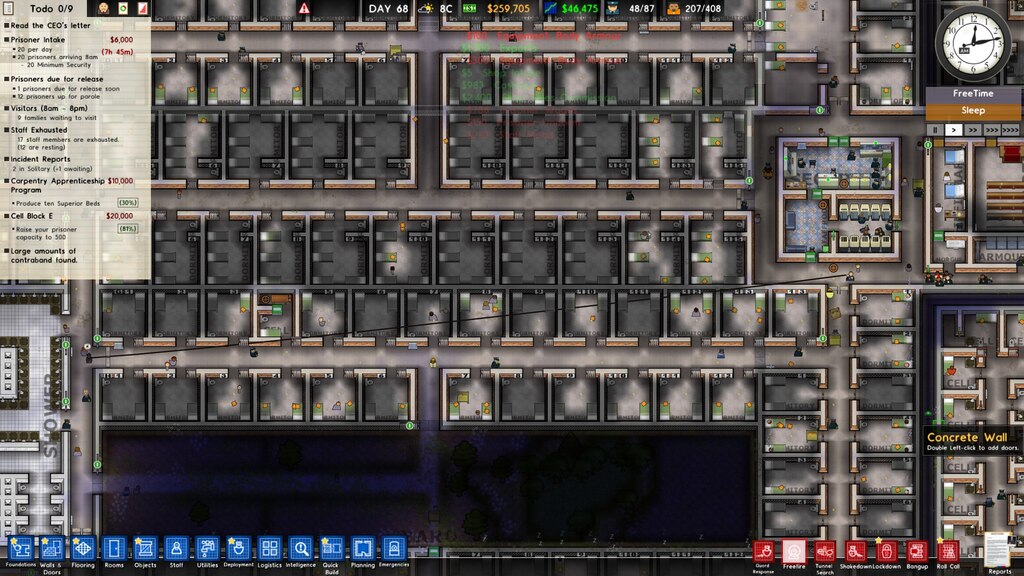 Todo 0/9
DAY 68
8C
$259,705
$46,475
48/87
207/408
Read the CEO's letter
Prisoner Intake $6,000
20 per day (7h 45m)
20 prisoners arriving 8am
- 20 Minimum Security
Prisoners due for release
1 prisoners due for release soon
12 prisoners up for parole
Visitors (8am - 8pm)
9 families waiting to visit
Staff Exhausted
17 staff members are exhausted.
(12 are resting)
Incident Reports
2 in Solitary (+1 awaiting)
Carpentry Apprenticeship $10,000
Program
Produce ten Superior Beds (30%)
Cell Block E $20,000
Raise your prisoner (81%)
capacity to 500
Large amounts of
contraband found.
FreeTime
Sleep
SHOWER
YARD
Concrete Wall
Double Left-click to add doors.
Foundations
Walls &
Doors
Flooring
Rooms
Objects
Staff
Utilities
Deployment
Logistics
Intelligence
Quick
Build
Planning
Emergencies
Guard
Response
Freefire
Tunnel
Search
Shakedown
Lockdown
Bangup
Roll Call
Reports